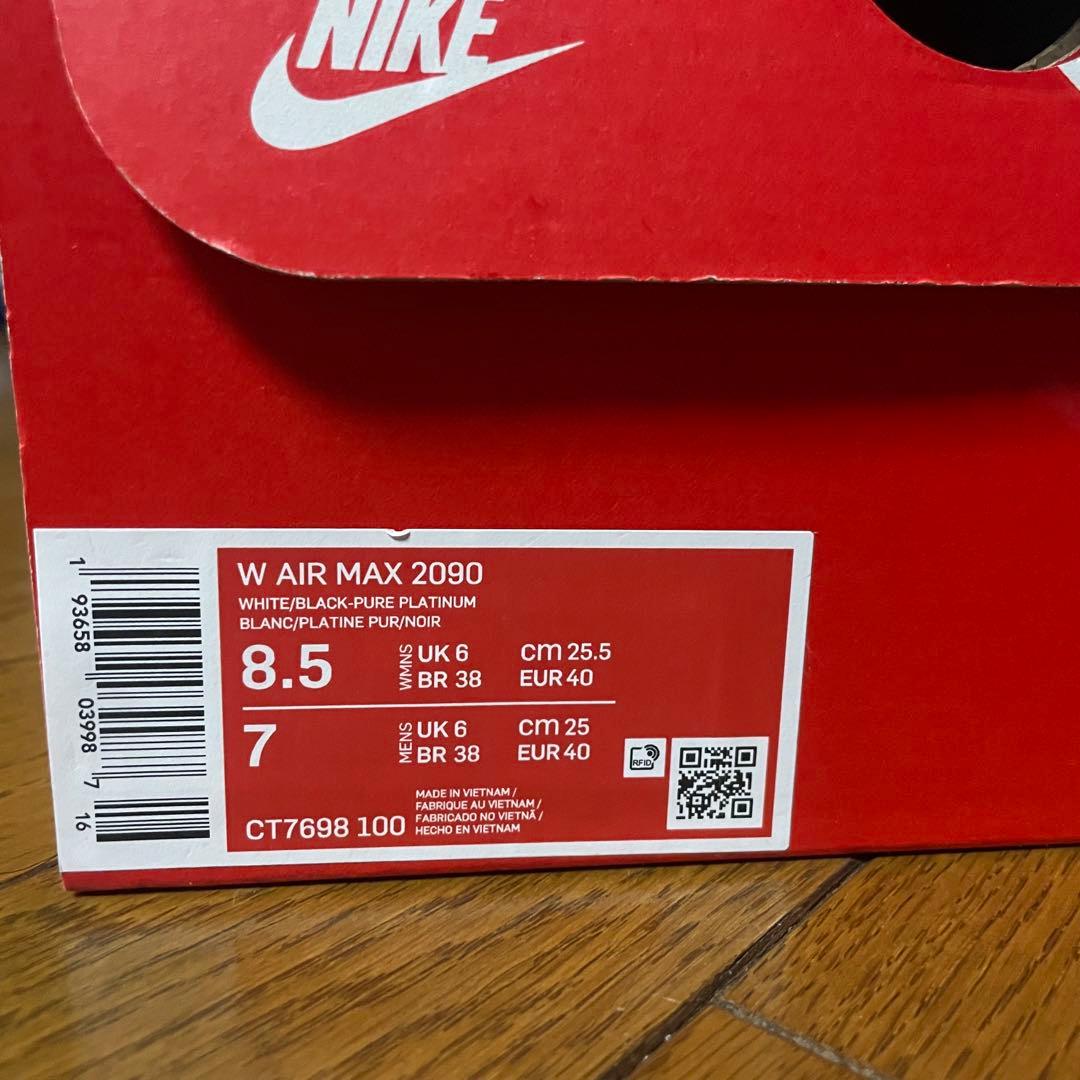 NIKE
W AIR MAX 2090
WHITE/BLACK-PURE PLATINUM
BLANC/PLATINE PUR/NOIR
8.5 WMNS UK 6 cm 25.5
BR 38 EUR 40
7 MENS UK 6 cm 25
BR 38 EUR 40
RFID
MADE IN VIETNAM /
FABRIQUE AU VIETNAM /
FABRICADO NO VIETNÃ /
HECHO EN VIETNAM
CT7698 100
1 93658 03998 7 16